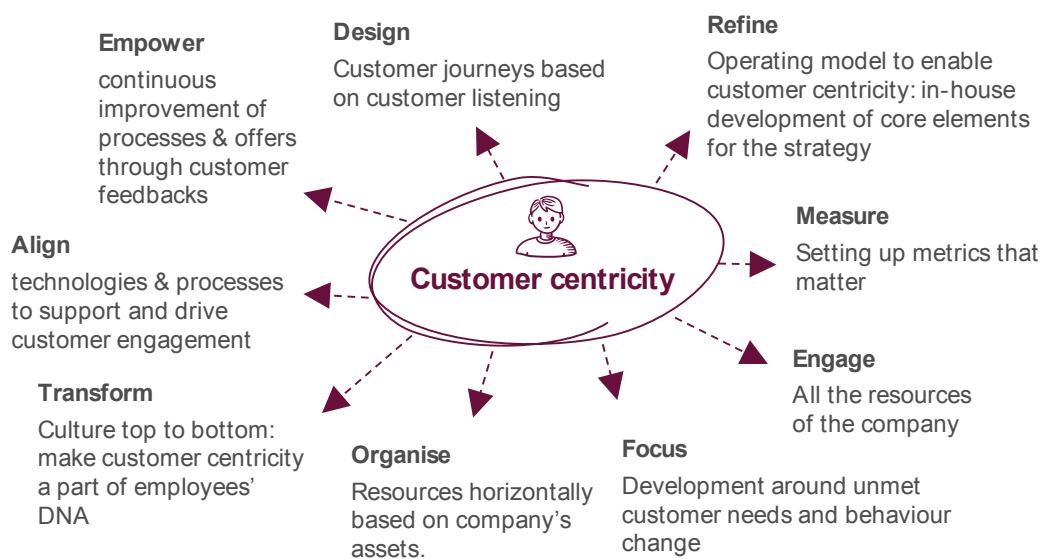 Empower
continuous
improvement of
processes & offers
through customer
feedbacks
Design
Customer journeys based
on customer listening
Refine
Operating model to enable
customer centricity: in-house
development of core elements
for the strategy
Customer centricity
Measure
Setting up metrics that
matter
Align
technologies & processes
to support and drive
customer engagement
Engage
All the resources
of the company
Transform
Culture top to bottom:
make customer centricity
a part of employees’
DNA
Organise
Resources horizontally
based on company’s
assets.
Focus
Development around unmet
customer needs and behaviour
change